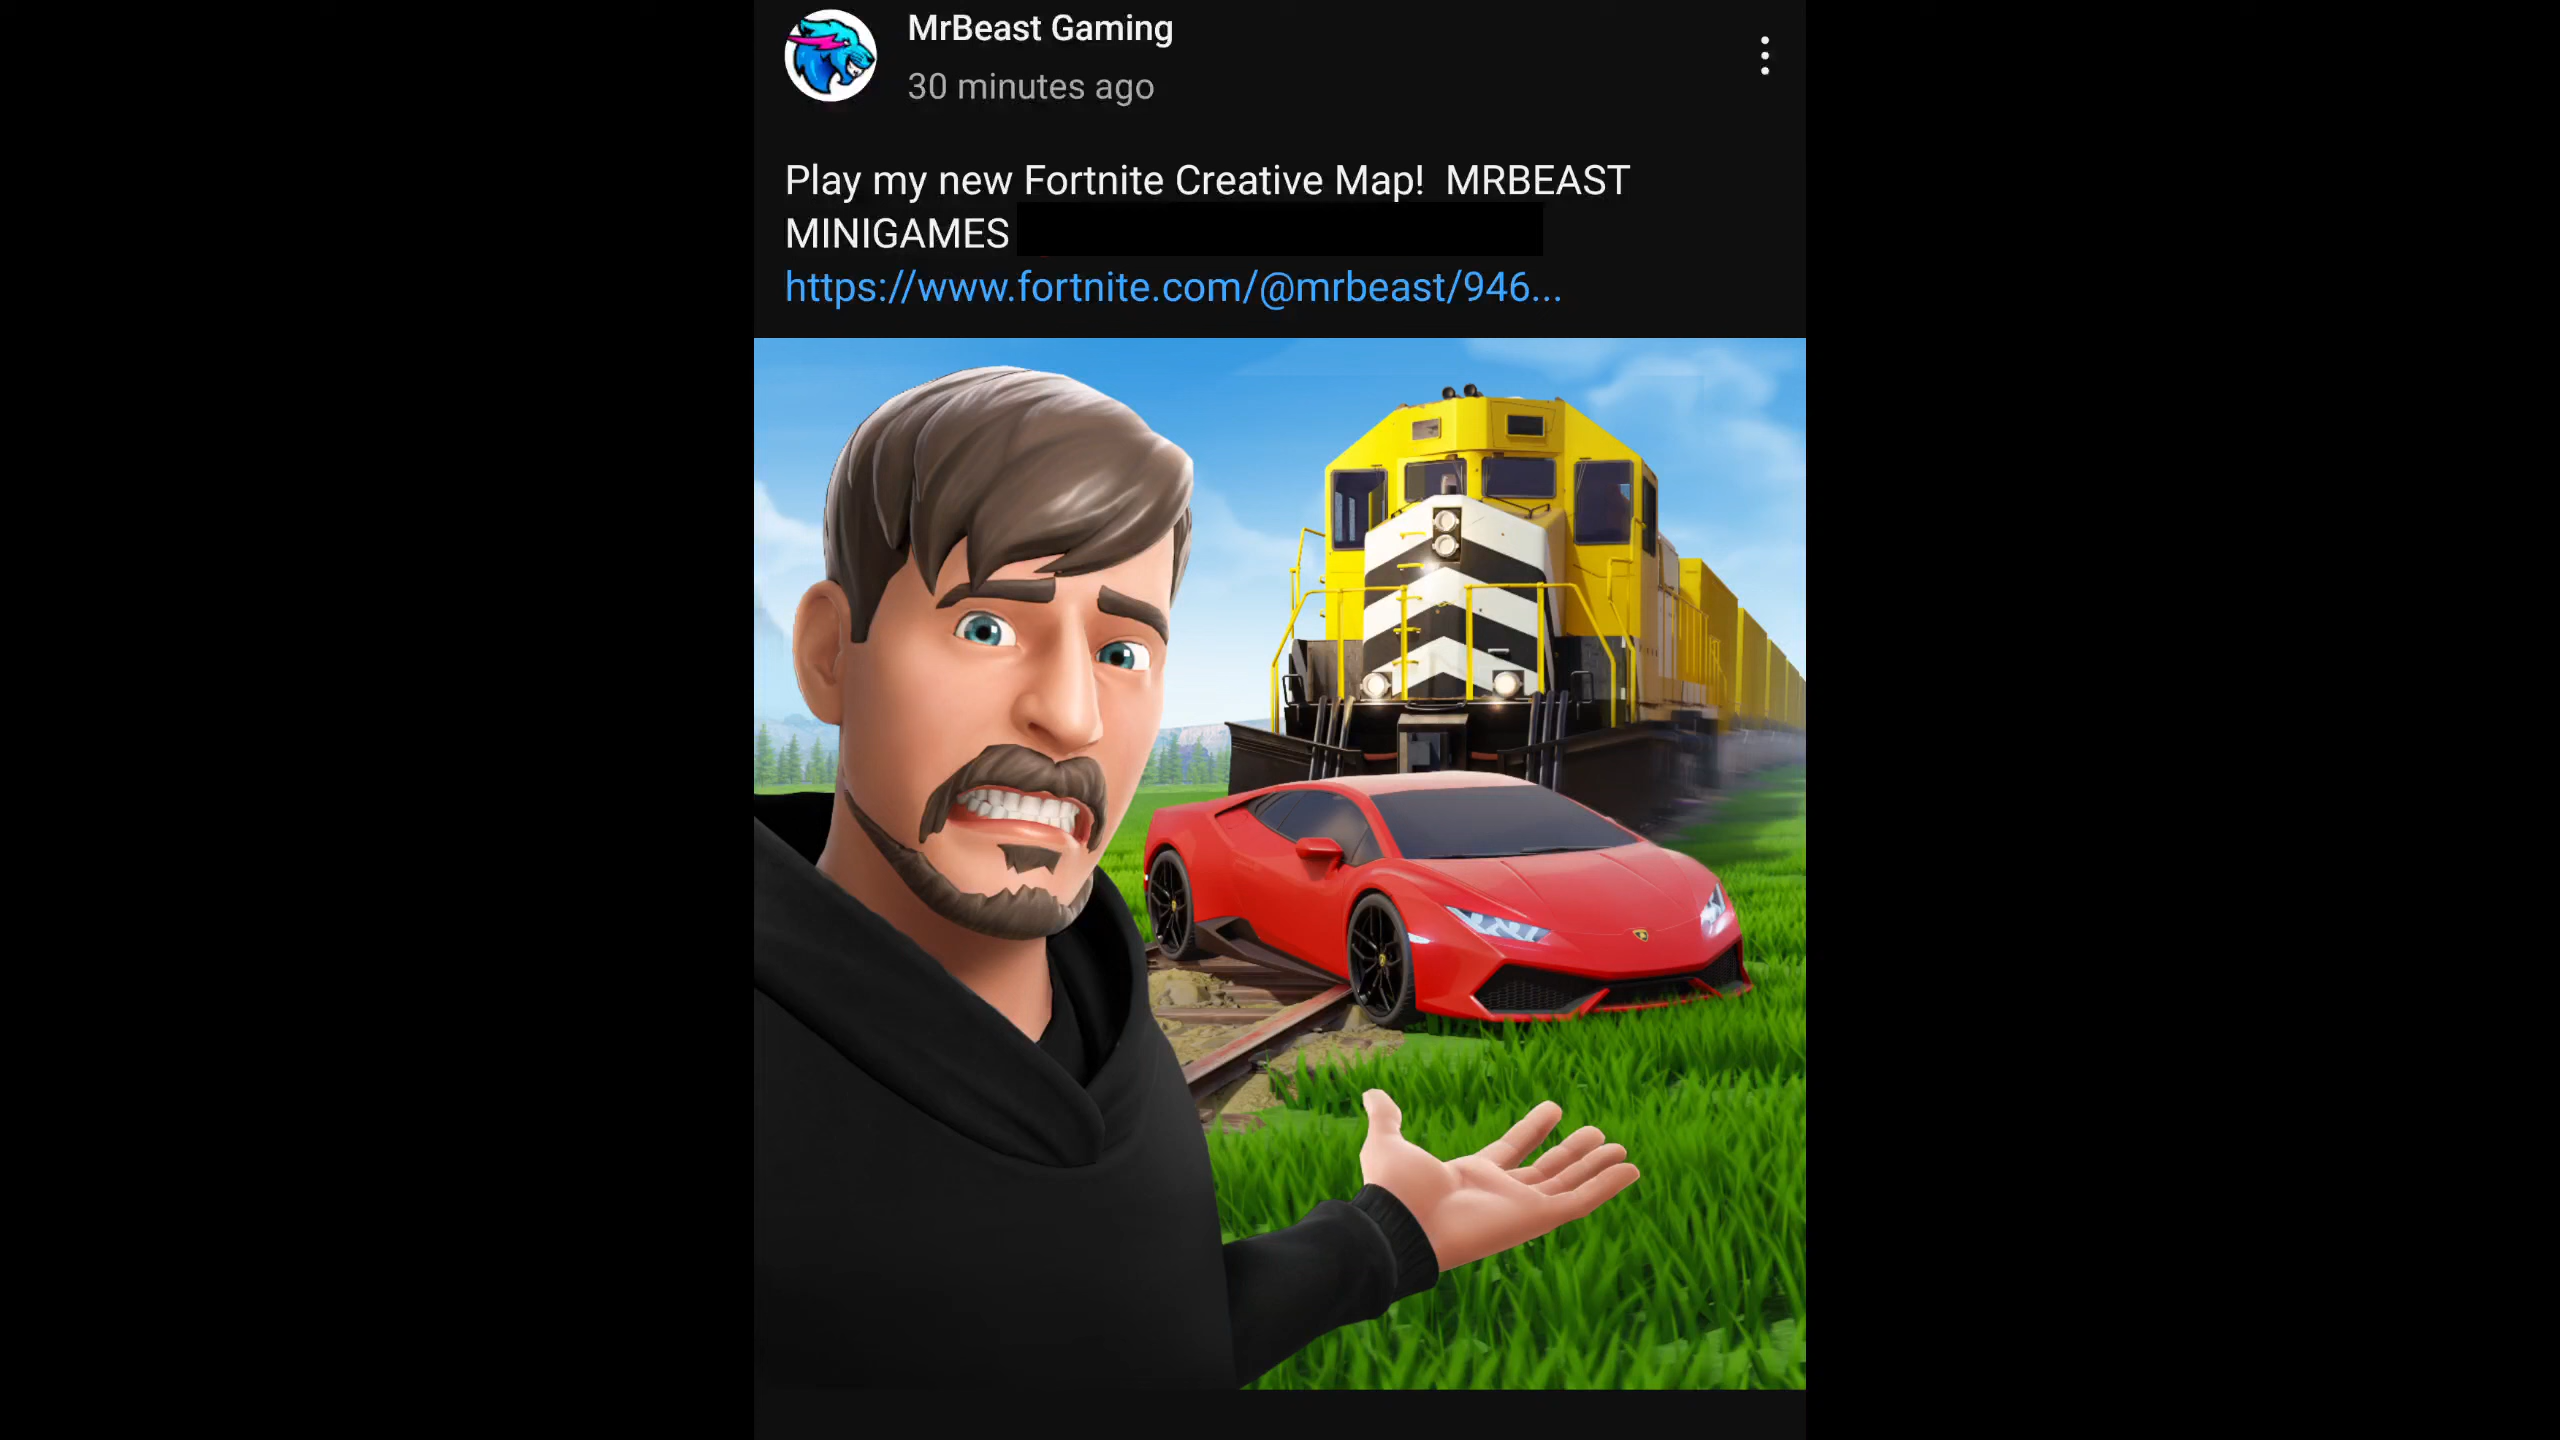 MrBeast Gaming
30 minutes ago
Play my new Fortnite Creative Map!  MRBEAST
MINIGAMES
https://www.fortnite.com/@mrbeast/946...